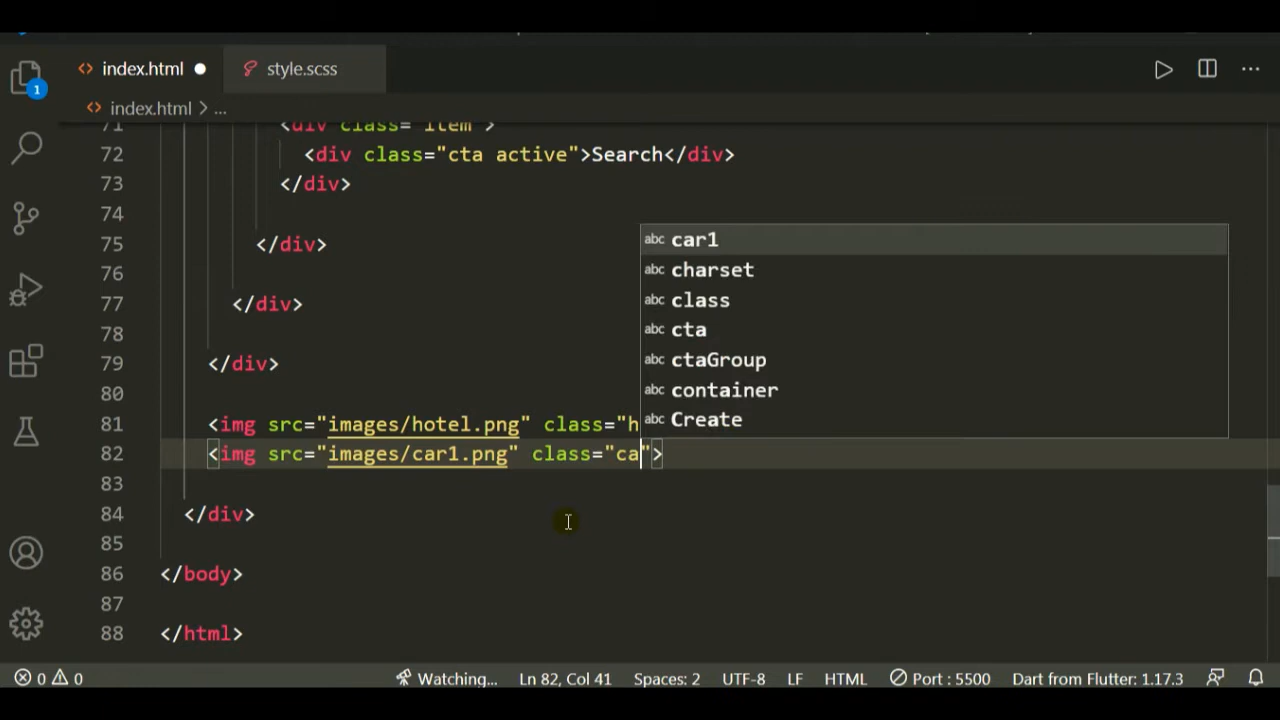 index.html
style.scss
1
index.html > ...
71 <div class="item">
72 <div class="cta active">Search</div>
73 </div>
74
75 </div>
76
77 </div>
78
79 </div>
80
81 <img src="images/hotel.png" class="h
82 <img src="images/car1.png" class="ca">
83
84 </div>
85
86 </body>
87
88 </html>
abc car1
abc charset
abc class
abc cta
abc ctaGroup
abc container
abc Create
0 0 Watching... Ln 82, Col 41 Spaces: 2 UTF-8 LF HTML Port : 5500 Dart from Flutter: 1.17.3